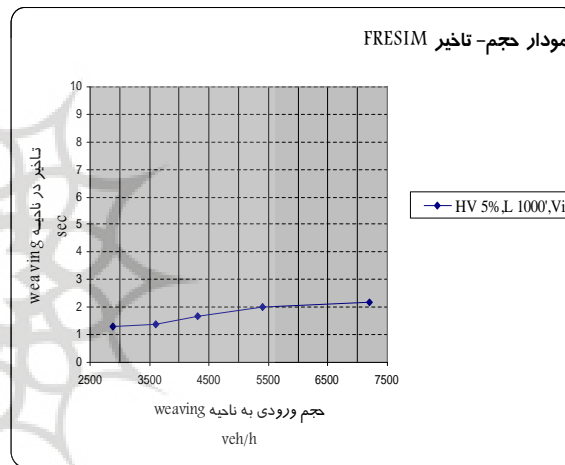 مودار حجم- تاخیر FRESIM
10
9
8
7
6
5
4
3
2
1
0
تاخیر در ناحیه weaving
sec
2500 3500 4500 5500 6500 7500
حجم ورودی به ناحیه weaving
veh/h
HV 5%,L 1000',Vi